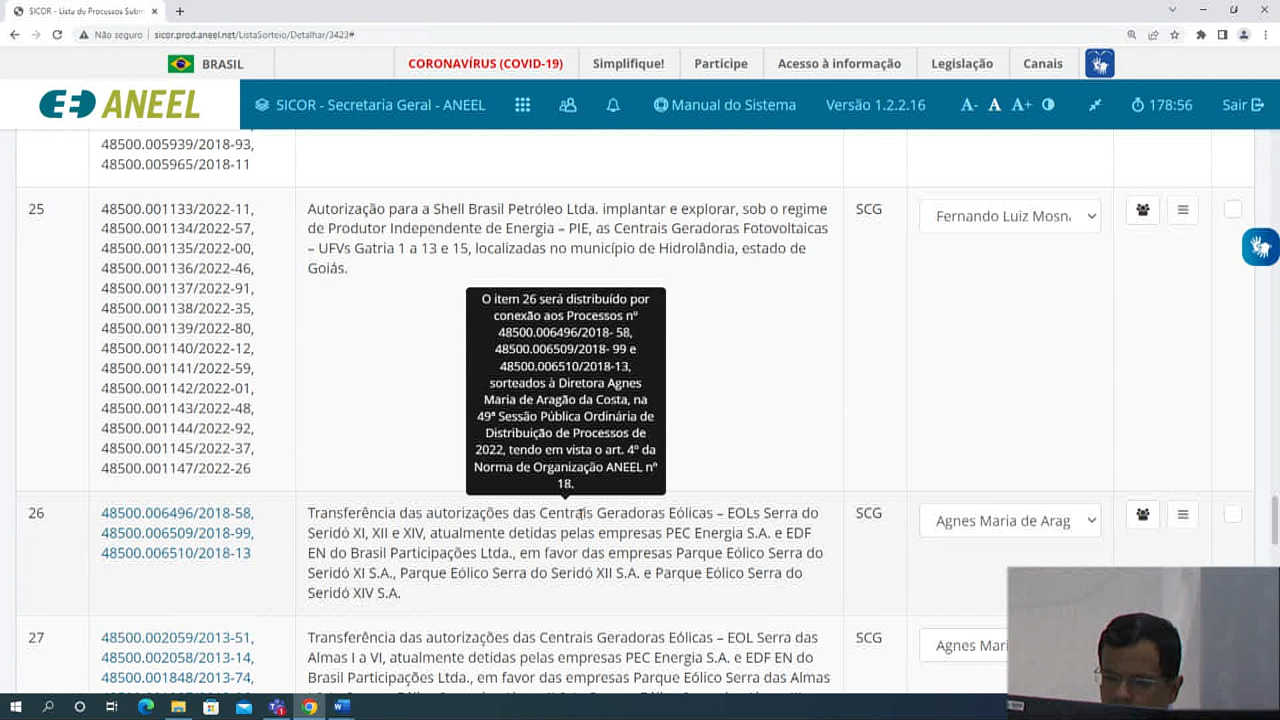 SICOR - Lista de Processos Subm
Não seguro
sicor.prod.aneel.net/ListaSorteio/Detalhar/3423#
BRASIL
CORONAVÍRUS (COVID-19)
Simplifique!
Participe
Acesso à informação
Legislação
Canais
ANEEL
SICOR - Secretaria Geral - ANEEL
Manual do Sistema
Versão 1.2.2.16
A-
A
A+
178:56
Sair
48500.005939/2018-93,
48500.005965/2018-11
25
48500.001133/2022-11,
48500.001134/2022-57,
48500.001135/2022-00,
48500.001136/2022-46,
48500.001137/2022-91,
48500.001138/2022-35,
48500.001139/2022-80,
48500.001140/2022-12,
48500.001141/2022-59,
48500.001142/2022-01,
48500.001143/2022-48,
48500.001144/2022-92,
48500.001145/2022-37,
48500.001147/2022-26
Autorização para a Shell Brasil Petróleo Ltda. implantar e explorar, sob o regime
de Produtor Independente de Energia – PIE, as Centrais Geradoras Fotovoltaicas
– UFVs Gatria 1 a 13 e 15, localizadas no município de Hidrolândia, estado de
Goiás.
SCG
Fernando Luiz Mosna
O item 26 será distribuído por
conexão aos Processos nº
48500.006496/2018- 58,
48500.006509/2018- 99 e
48500.006510/2018-13,
sorteados à Diretora Agnes
Maria de Aragão da Costa, na
49ª Sessão Pública Ordinária de
Distribuição de Processos de
2022, tendo em vista o art. 4º da
Norma de Organização ANEEL nº
18.
26
48500.006496/2018-58,
48500.006509/2018-99,
48500.006510/2018-13
Transferência das autorizações das Centrais Geradoras Eólicas – EOLs Serra do
Seridó XI, XII e XIV, atualmente detidas pelas empresas PEC Energia S.A. e EDF
EN do Brasil Participações Ltda., em favor das empresas Parque Eólico Serra do
Seridó XI S.A., Parque Eólico Serra do Seridó XII S.A. e Parque Eólico Serra do
Seridó XIV S.A.
SCG
Agnes Maria de Arag
27
48500.002059/2013-51,
48500.002058/2013-14,
48500.001848/2013-74,
Transferência das autorizações das Centrais Geradoras Eólicas – EOL Serra das
Almas I a VI, atualmente detidas pelas empresas PEC Energia S.A. e EDF EN do
Brasil Participações Ltda., em favor das empresas Parque Eólico Serra das Almas
SCG
Agnes Mari